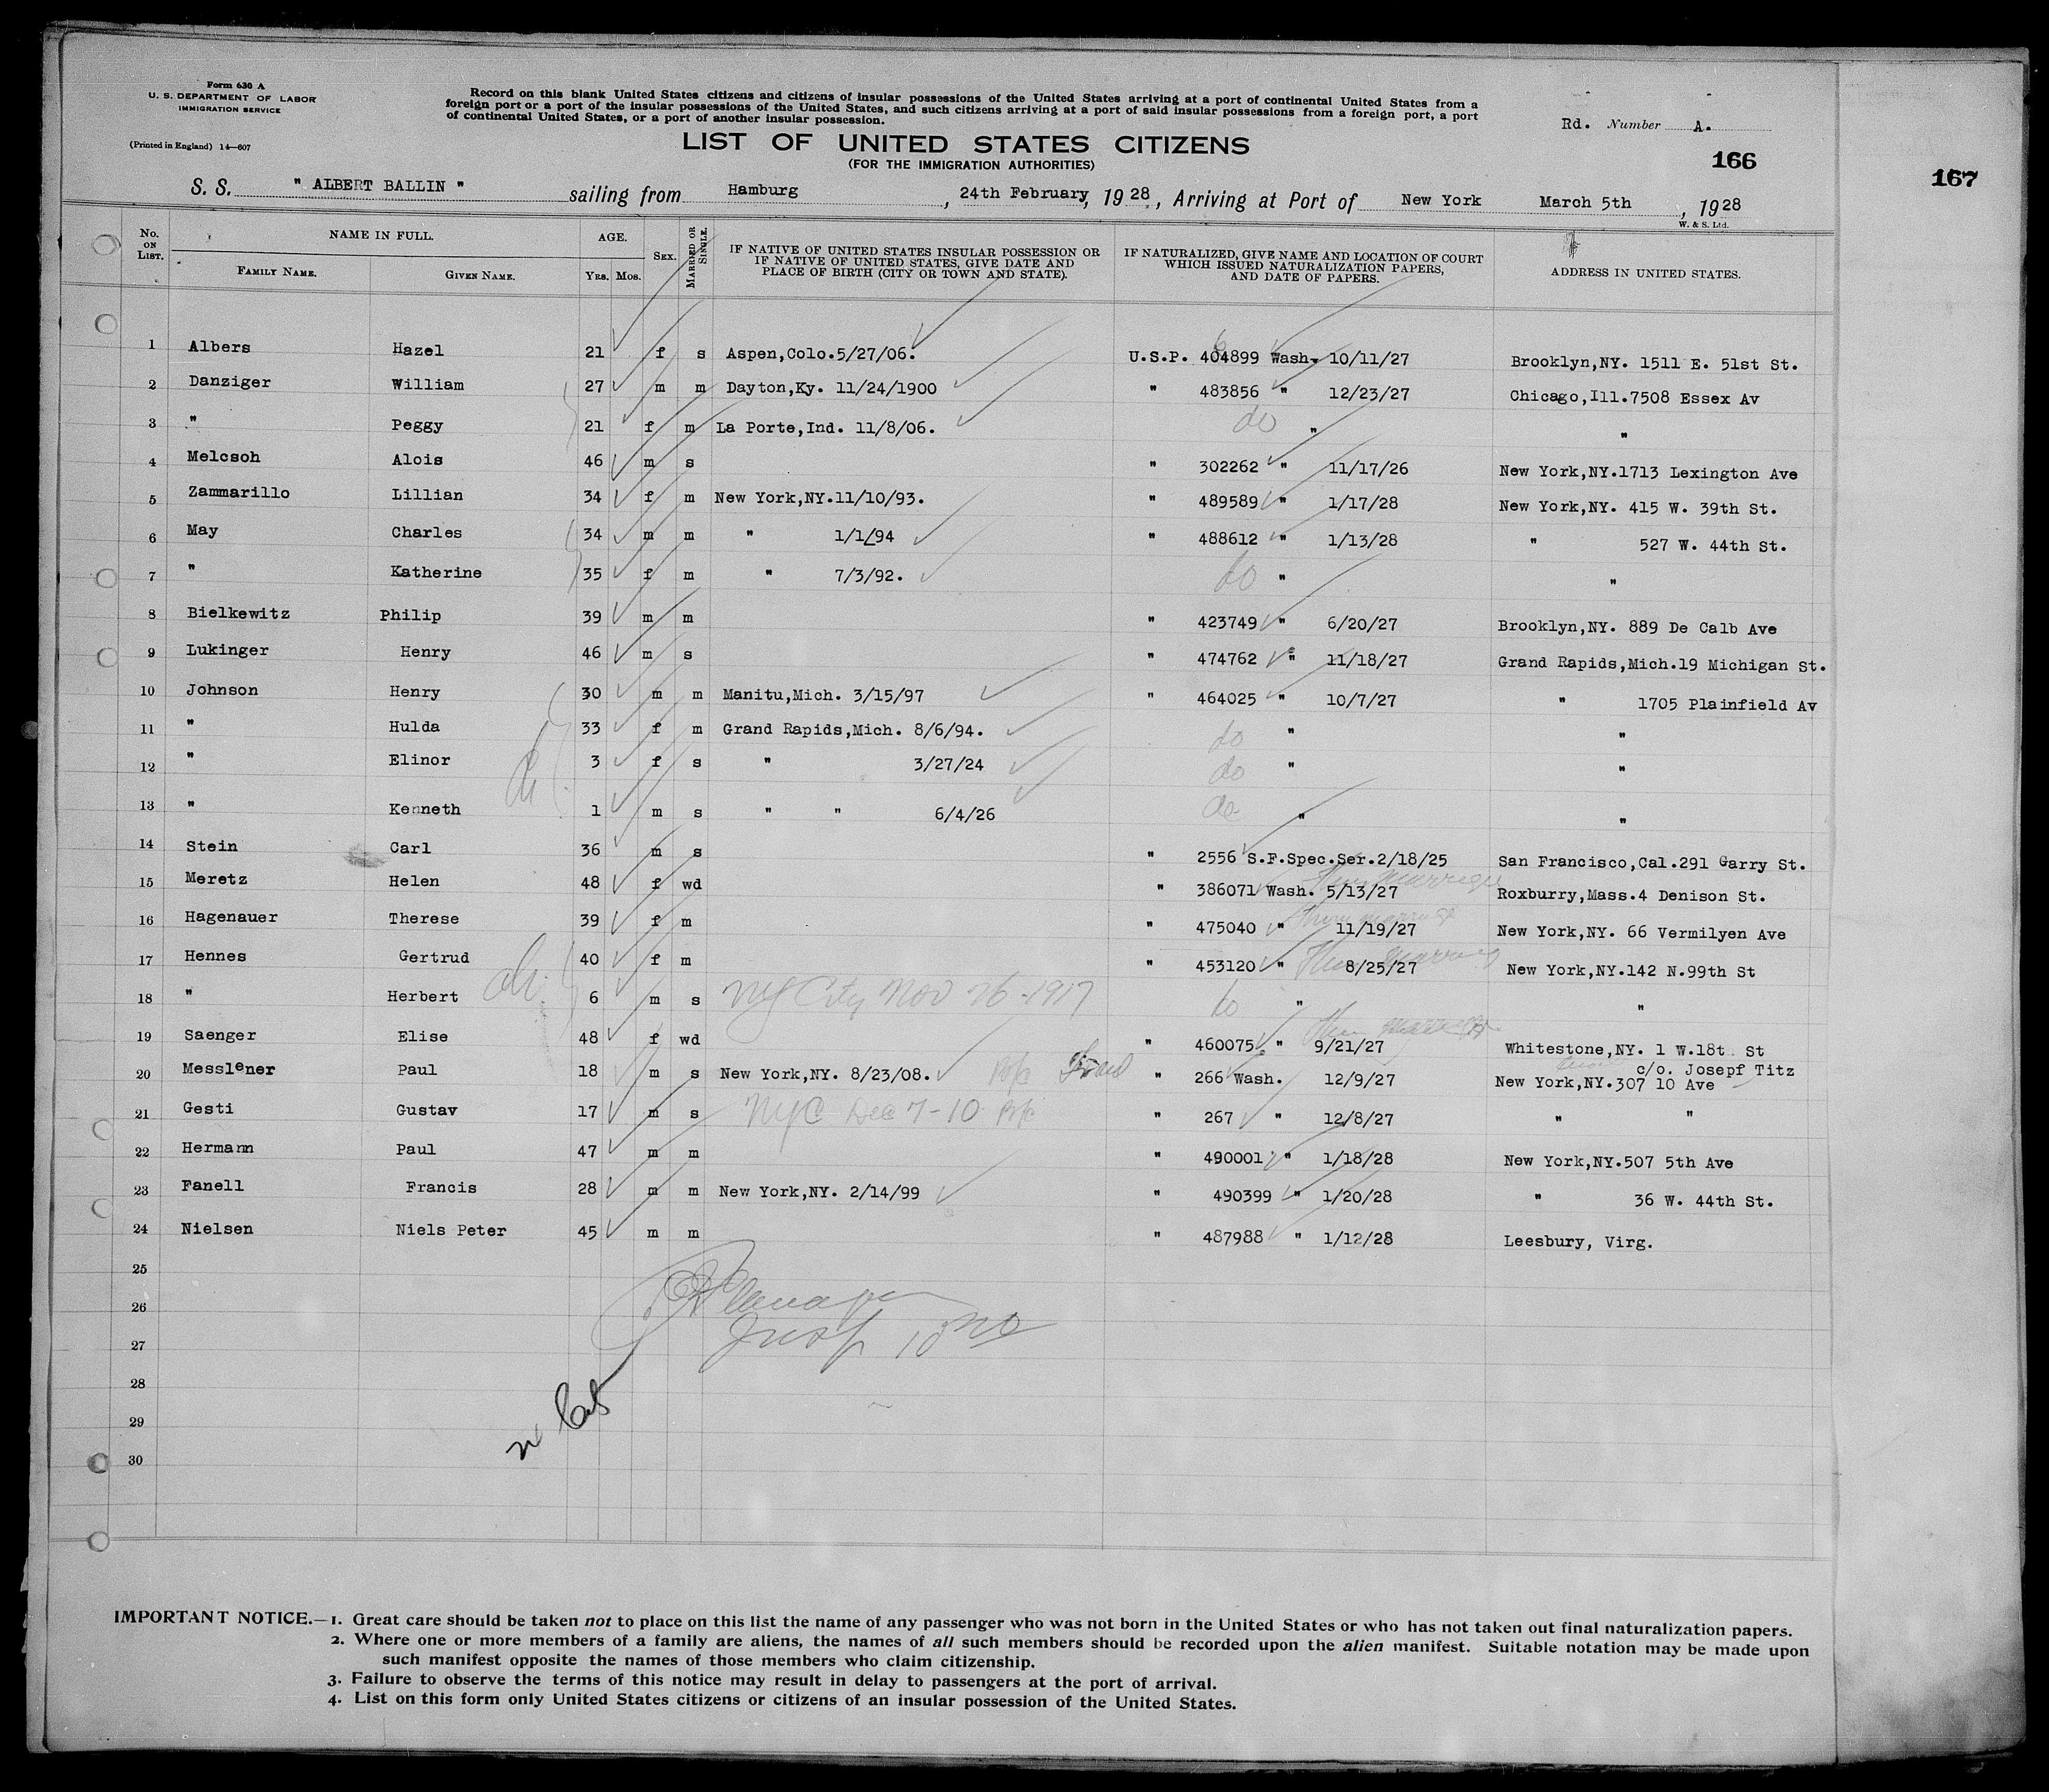 Form 630 A
U. S. DEPARTMENT OF LABOR
IMMIGRATION SERVICE
(Printed in England) 14—607
Record on this blank United States citizens and citizens of insular possessions of the United States arriving at a port of continental United States from a
foreign port or a port of the insular possessions of the United States, and such citizens arriving at a port of said insular possessions from a foreign port, a port
of continental United States, or a port of another insular possession.
Rd. Number A.
LIST OF UNITED STATES CITIZENS
(FOR THE IMMIGRATION AUTHORITIES)
166
167
S. S. " ALBERT BALLIN " sailing from Hamburg, 24th February, 1928, Arriving at Port of New York March 5th, 1928
W. & S. Ltd.
No. ON LIST. NAME IN FULL. FAMILY NAME. GIVEN NAME. AGE. YRS. MOS. SEX. MARRIED OR SINGLE. IF NATIVE OF UNITED STATES INSULAR POSSESSION OR IF NATIVE OF UNITED STATES, GIVE DATE AND PLACE OF BIRTH (CITY OR TOWN AND STATE). IF NATURALIZED, GIVE NAME AND LOCATION OF COURT WHICH ISSUED NATURALIZATION PAPERS, AND DATE OF PAPERS. ADDRESS IN UNITED STATES.
1 Albers Hazel 21 f s Aspen,Colo.5/27/06. U.S.P. 404899 Wash. 10/11/27 Brooklyn,NY. 1511 E. 51st St.
2 Danziger William 27 m m Dayton,Ky. 11/24/1900 " 483856 " 12/23/27 Chicago,Ill.7508 Essex Av
3 " Peggy 21 f m La Porte,Ind. 11/8/06. do " "
4 Melcsoh Alois 46 m s " 302262 " 11/17/26 New York,NY.1713 Lexington Ave
5 Zammarillo Lillian 34 f m New York,NY.11/10/93. " 489589 " 1/17/28 New York,NY. 415 W. 39th St.
6 May Charles 34 m m " 1/1/94 " 488612 " 1/13/28 " 527 W. 44th St.
7 " Katherine 35 f m " 7/3/92. do " "
8 Bielkewitz Philip 39 m m " 423749 " 6/20/27 Brooklyn,NY. 889 De Calb Ave
9 Lukinger Henry 46 m s " 474762 " 11/18/27 Grand Rapids,Mich.19 Michigan St.
10 Johnson Henry 30 m m Manitu,Mich. 3/15/97 " 464025 " 10/7/27 " 1705 Plainfield Av
11 " Hulda 33 f m Grand Rapids,Mich. 8/6/94. do " "
12 " Elinor 3 f s " 3/27/24 do " "
13 " Kenneth 1 m s " " 6/4/26 do " "
14 Stein Carl 36 m s " 2556 S.F.Spec.Ser.2/18/25 San Francisco,Cal.291 Garry St.
15 Meretz Helen 48 f wd " 386071 Wash. 5/13/27 Roxburry,Mass.4 Denison St.
16 Hagenauer Therese 39 f m " 475040 " 11/19/27 New York,NY. 66 Vermilyen Ave
17 Hennes Gertrud 40 f m " 453120 " 8/25/27 New York,NY.142 N.99th St
18 " Herbert 6 m s NY City Nov 26-1917 do " "
19 Saenger Elise 48 f wd " 460075 " 9/21/27 Whitestone,NY. 1 W.18t St
20 Messlener Paul 18 m s New York,NY. 8/23/08. " 266 Wash. 12/9/27 c/o. Josepf Titz New York,NY.307 10 Ave
21 Gesti Gustav 17 m s NYC Dec 7-10 " 267 " 12/8/27 " "
22 Hermann Paul 47 m m " 490001 " 1/18/28 New York,NY.507 5th Ave
23 Fanell Francis 28 m m New York,NY. 2/14/99 " 490399 " 1/20/28 " 36 W. 44th St.
24 Nielsen Niels Peter 45 m m " 487988 " 1/12/28 Leesbury, Virg.
25
26
27
28
29
30
IMPORTANT NOTICE.—1. Great care should be taken not to place on this list the name of any passenger who was not born in the United States or who has not taken out final naturalization papers.
2. Where one or more members of a family are aliens, the names of all such members should be recorded upon the alien manifest. Suitable notation may be made upon
such manifest opposite the names of those members who claim citizenship.
3. Failure to observe the terms of this notice may result in delay to passengers at the port of arrival.
4. List on this form only United States citizens or citizens of an insular possession of the United States.